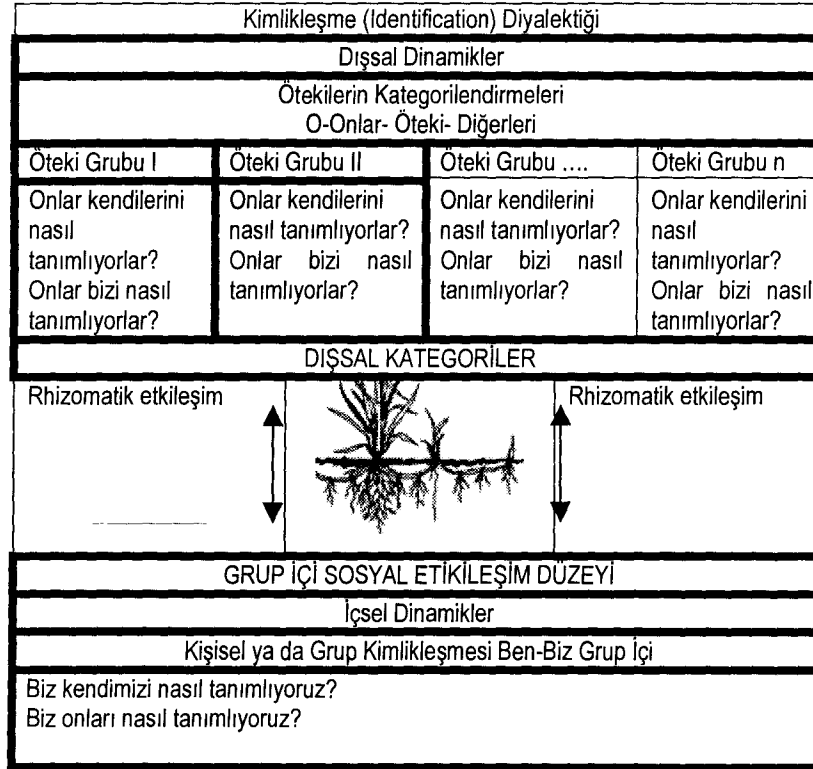 Kimlikleşme (Identification) Diyalektiği
Dışsal Dinamikler
Ötekilerin Kategorilendirmeleri
O-Onlar- Öteki- Diğerleri
Öteki Grubu I
Öteki Grubu II
Öteki Grubu ....
Öteki Grubu n
Onlar kendilerini
nasıl
tanımlıyorlar?
Onlar bizi nasıl
tanımlıyorlar?
Onlar kendilerini
nasıl tanımlıyorlar?
Onlar bizi nasıl
tanımlıyorlar?
Onlar kendilerini
nasıl tanımlıyorlar?
Onlar bizi nasıl
tanımlıyorlar?
Onlar kendilerini
nasıl
tanımlıyorlar?
Onlar bizi nasıl
tanımlıyorlar?
DIŞSAL KATEGORİLER
Rhizomatik etkileşim
Rhizomatik etkileşim
GRUP İÇİ SOSYAL ETİKİLEŞİM DÜZEYİ
İçsel Dinamikler
Kişisel ya da Grup Kimlikleşmesi Ben-Biz Grup İçi
Biz kendimizi nasıl tanımlıyoruz?
Biz onları nasıl tanımlıyoruz?